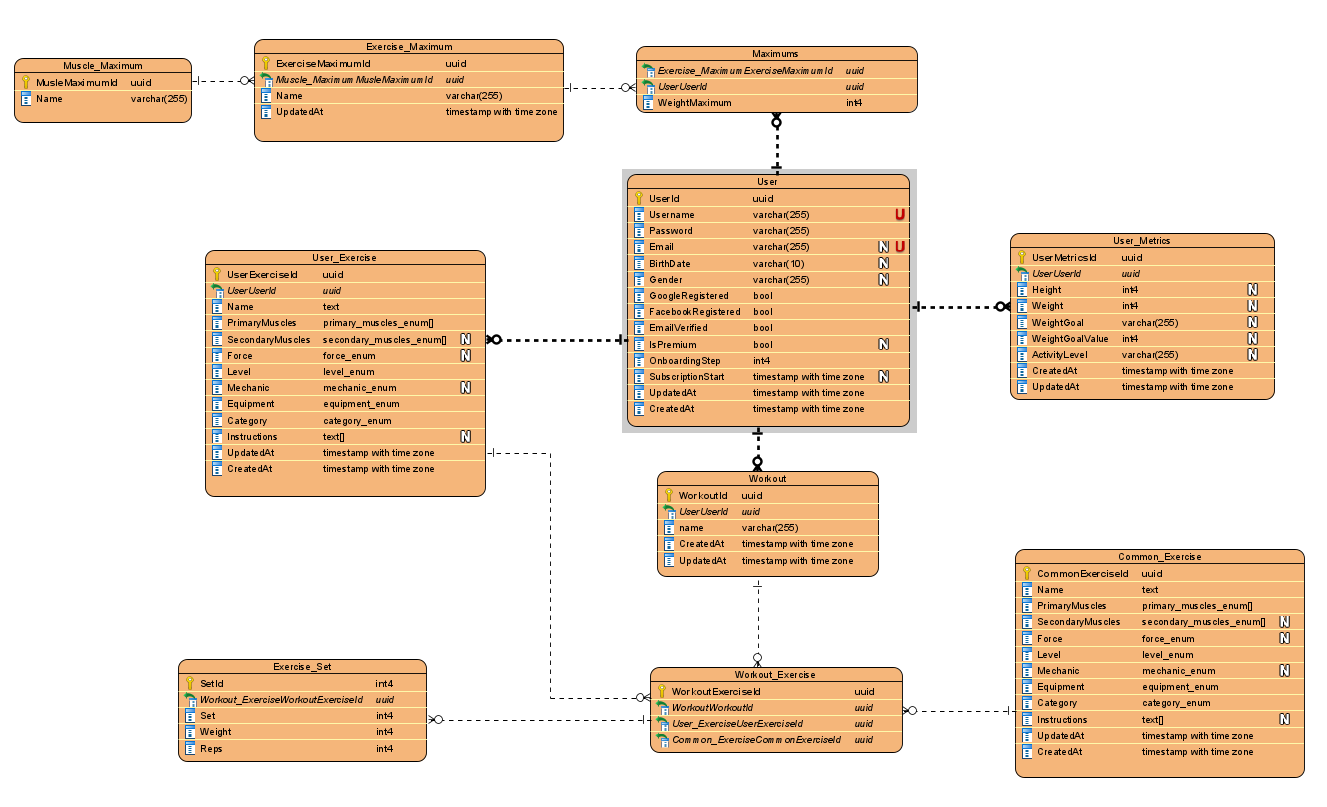 Muscle_Maximum
MusleMaximumId uuid
Name varchar(255)
Exercise_Maximum
ExerciseMaximumId uuid
Muscle_MaximumMusleMaximumId uuid
Name varchar(255)
UpdatedAt timestamp with time zone
Maximums
Exercise_MaximumExerciseMaximumId uuid
UserUserId uuid
WeightMaximum int4
User
UserId uuid
Username varchar(255) U
Password varchar(255)
Email varchar(255) N U
BirthDate varchar(10) N
Gender varchar(255) N
GoogleRegistered bool
FacebookRegistered bool
EmailVerified bool
IsPremium bool N
OnboardingStep int4
SubscriptionStart timestamp with time zone N
UpdatedAt timestamp with time zone
CreatedAt timestamp with time zone
User_Metrics
UserMetricsId uuid
UserUserId uuid
Height int4 N
Weight int4 N
WeightGoal varchar(255) N
WeightGoalValue int4 N
ActivityLevel varchar(255) N
CreatedAt timestamp with time zone
UpdatedAt timestamp with time zone
User_Exercise
UserExerciseId uuid
UserUserId uuid
Name text
PrimaryMuscles primary_muscles_enum[]
SecondaryMuscles secondary_muscles_enum[] N
Force force_enum N
Level level_enum
Mechanic mechanic_enum N
Equipment equipment_enum
Category category_enum
Instructions text[] N
UpdatedAt timestamp with time zone
CreatedAt timestamp with time zone
Workout
WorkoutId uuid
UserUserId uuid
name varchar(255)
CreatedAt timestamp with time zone
UpdatedAt timestamp with time zone
Common_Exercise
CommonExerciseId uuid
Name text
PrimaryMuscles primary_muscles_enum[]
SecondaryMuscles secondary_muscles_enum[] N
Force force_enum N
Level level_enum
Mechanic mechanic_enum N
Equipment equipment_enum
Category category_enum
Instructions text[] N
UpdatedAt timestamp with time zone
CreatedAt timestamp with time zone
Exercise_Set
SetId int4
Workout_ExerciseWorkoutExerciseId uuid
Set int4
Weight int4
Reps int4
Workout_Exercise
WorkoutExerciseId uuid
WorkoutWorkoutId uuid
User_ExerciseUserExerciseId uuid
Common_ExerciseCommonExerciseId uuid